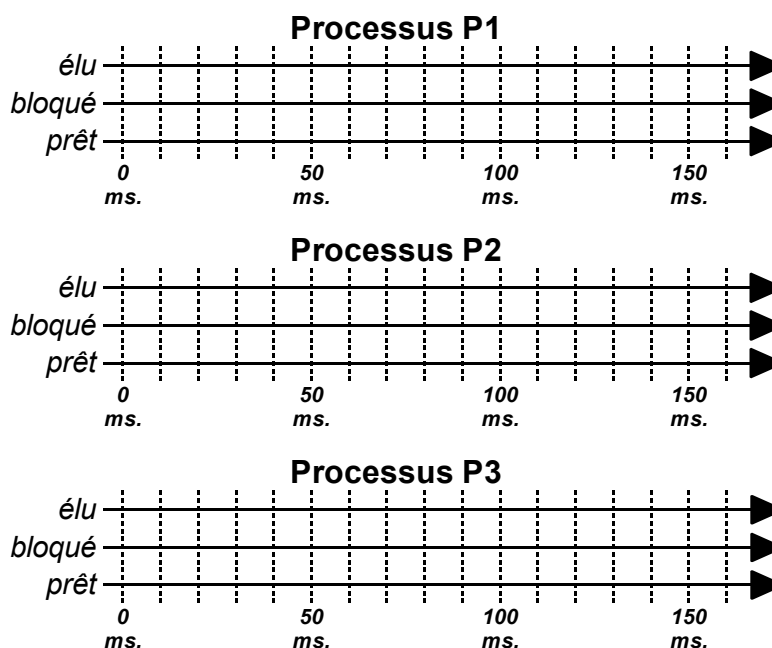 Processus P1
élu
bloqué
prêt
0 50 100 150
ms. ms. ms. ms.
Processus P2
élu
bloqué
prêt
0 50 100 150
ms. ms. ms. ms.
Processus P3
élu
bloqué
prêt
0 50 100 150
ms. ms. ms. ms.